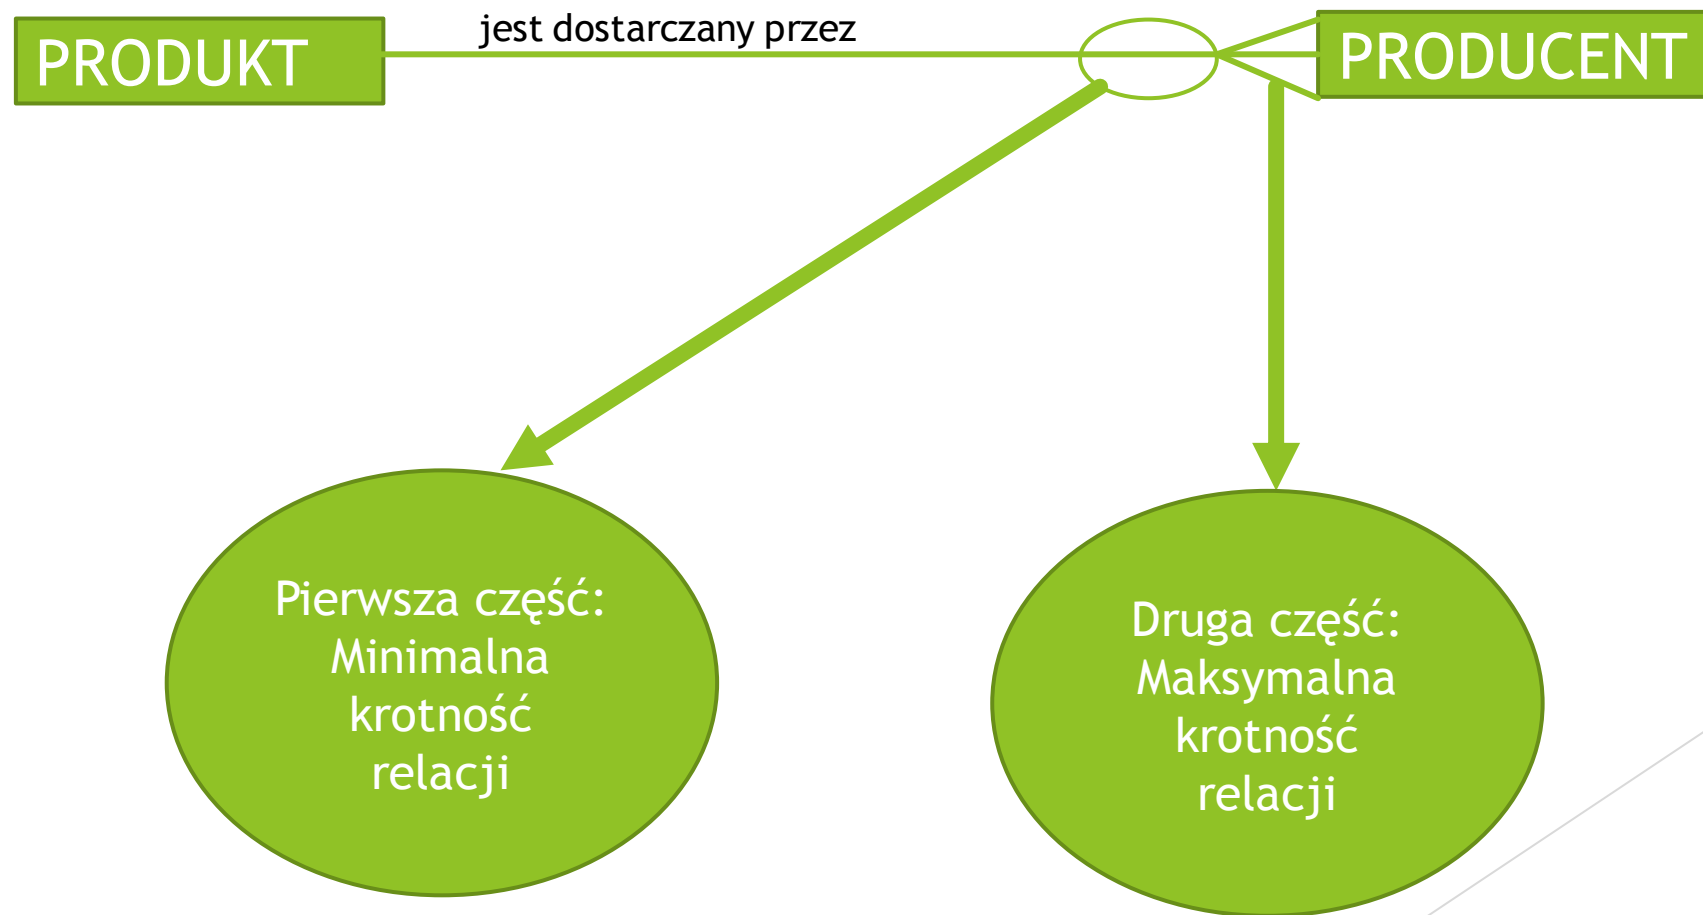 jest dostarczany przez
PRODUKT
PRODUCENT
Pierwsza część:
Minimalna
krotność
relacji
Druga część:
Maksymalna
krotność
relacji